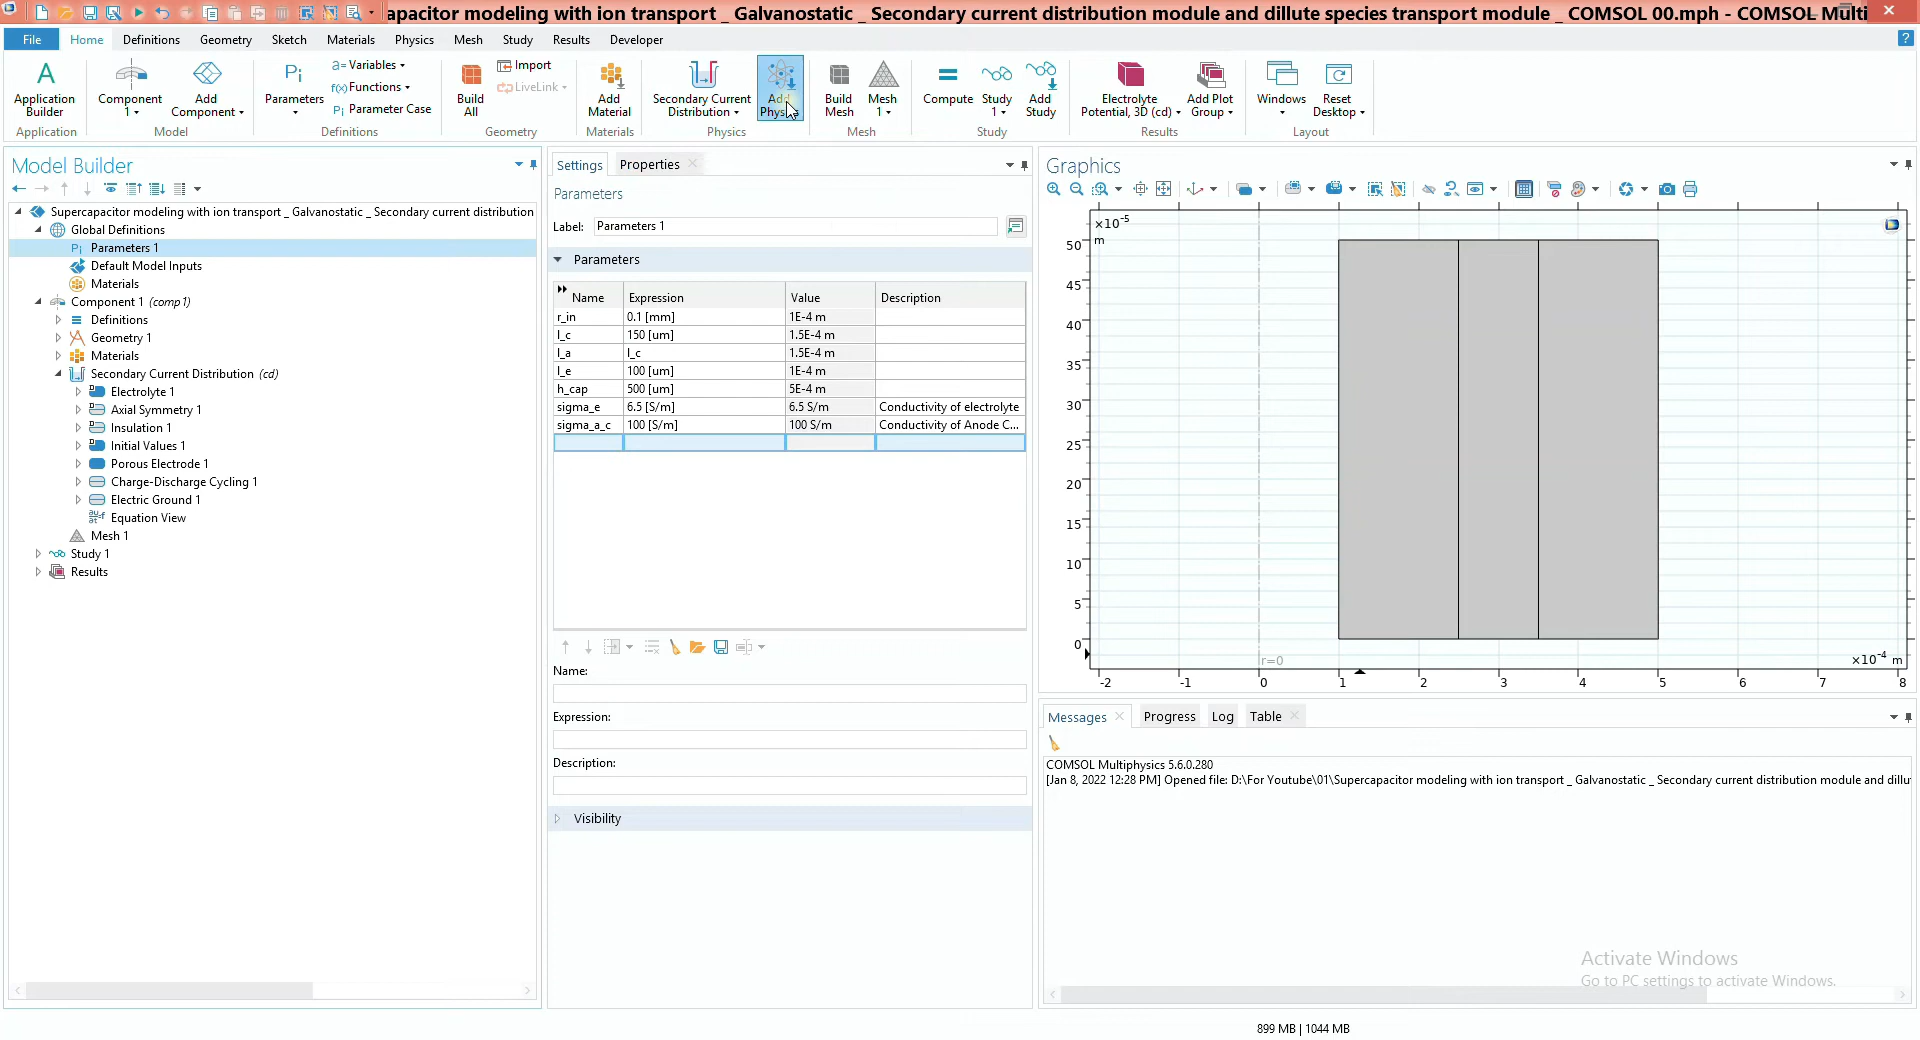 apacitor modeling with ion transport _ Galvanostatic _ Secondary current distribution module and dillute species transport module _ COMSOL 00.mph - COMSOL Multi
File Home Definitions Geometry Sketch Materials Physics Mesh Study Results Developer
Application Builder
Application
Component 1
Add Component
Model
Pi
Parameters
a= Variables
f(x) Functions
Pi Parameter Case
Definitions
Build All
Import
LiveLink
Geometry
Add Material
Materials
Secondary Current Distribution
Add Physics
Physics
Build Mesh
Mesh 1
Mesh
Compute
Study 1
Add Study
Study
Electrolyte Potential, 3D (cd)
Add Plot Group
Results
Windows
Reset Desktop
Layout
Model Builder
Supercapacitor modeling with ion transport _ Galvanostatic _ Secondary current distribution
Global Definitions
Pi Parameters 1
Default Model Inputs
Materials
Component 1 (comp1)
Definitions
Geometry 1
Materials
Secondary Current Distribution (cd)
Electrolyte 1
Axial Symmetry 1
Insulation 1
Initial Values 1
Porous Electrode 1
Charge-Discharge Cycling 1
Electric Ground 1
Equation View
Mesh 1
Study 1
Results
Settings Properties
Parameters
Label: Parameters 1
Parameters
Name Expression Value Description
r_in 0.1 [mm] 1E-4 m
l_c 150 [um] 1.5E-4 m
l_a l_c 1.5E-4 m
l_e 100 [um] 1E-4 m
h_cap 500 [um] 5E-4 m
sigma_e 6.5 [S/m] 6.5 S/m Conductivity of electrolyte
sigma_a_c 100 [S/m] 100 S/m Conductivity of Anode C...
Name:
Expression:
Description:
Visibility
Graphics
×10⁻⁵
m
50
45
40
35
30
25
20
15
10
5
0
r=0
×10⁻⁴ m
-2 -1 0 1 2 3 4 5 6 7 8
Messages Progress Log Table
COMSOL Multiphysics 5.6.0.280
[Jan 8, 2022 12:28 PM] Opened file: D:\For Youtube\01\Supercapacitor modeling with ion transport _ Galvanostatic _ Secondary current distribution module and dillu
Activate Windows
Go to PC settings to activate Windows.
899 MB | 1044 MB